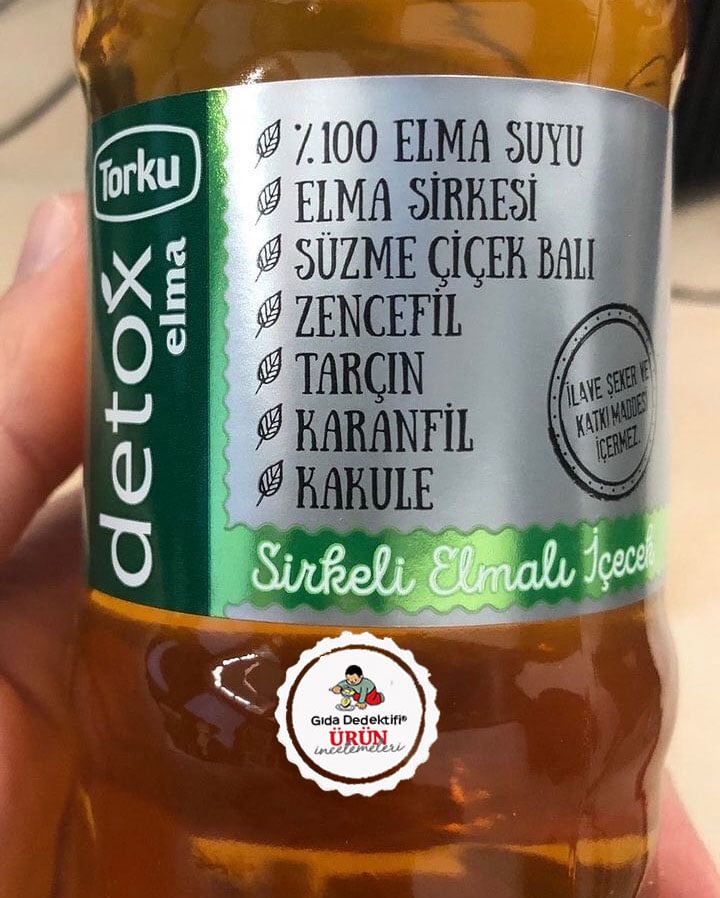 Torku
detox
elma
%100 ELMA SUYU
ELMA SİRKESİ
SÜZME ÇİÇEK BALI
ZENCEFİL
TARÇIN
KARANFİL
KAKULE
İLAVE ŞEKER VE
KATKI MADDESİ
İÇERMEZ.
Sirkeli Elmalı İçecek
Gıda Dedektifi®
ÜRÜN
incelemeleri